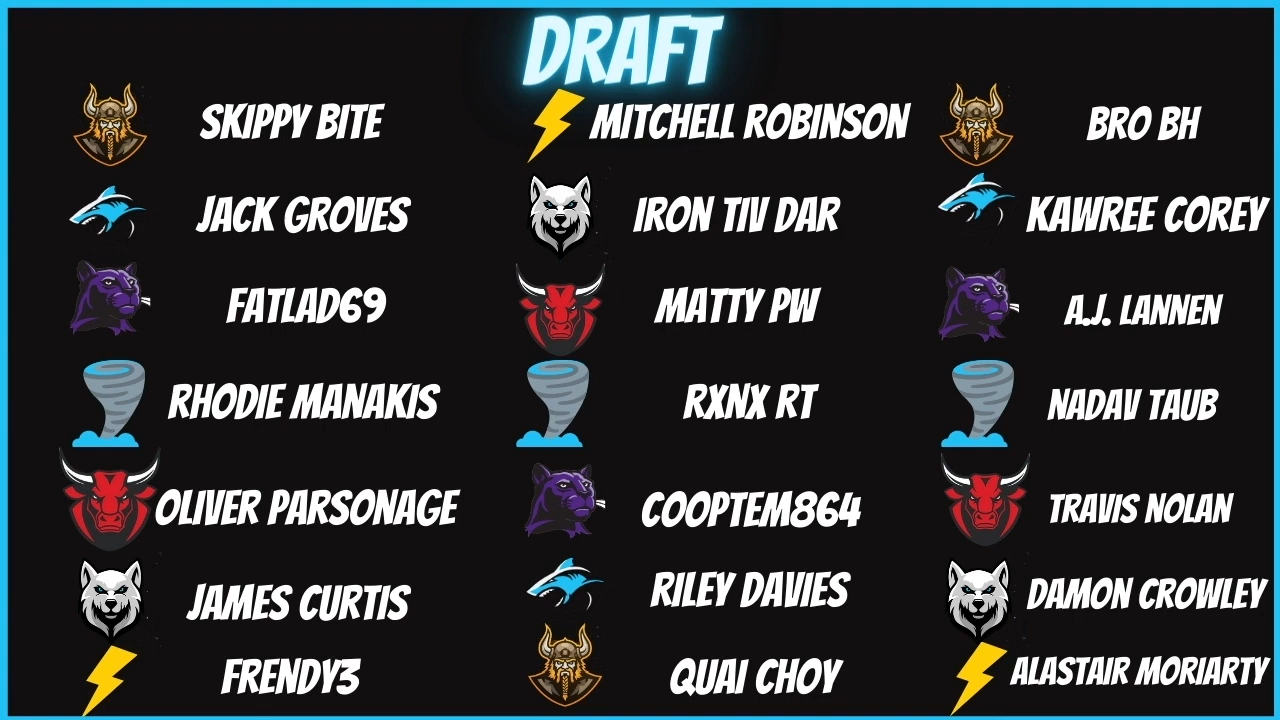 DRAFT
SKIPPY BITE
JACK GROVES
FATLAD69
RHODIE MANAKIS
OLIVER PARSONAGE
JAMES CURTIS
FRENDY3
MITCHELL ROBINSON
IRON TIV DAR
MATTY PW
RXNX RT
COOPTEM864
RILEY DAVIES
QUAI CHOY
BRO BH
KAWREE COREY
A.J. LANNEN
NADAV TAUB
TRAVIS NOLAN
DAMON CROWLEY
ALASTAIR MORIARTY